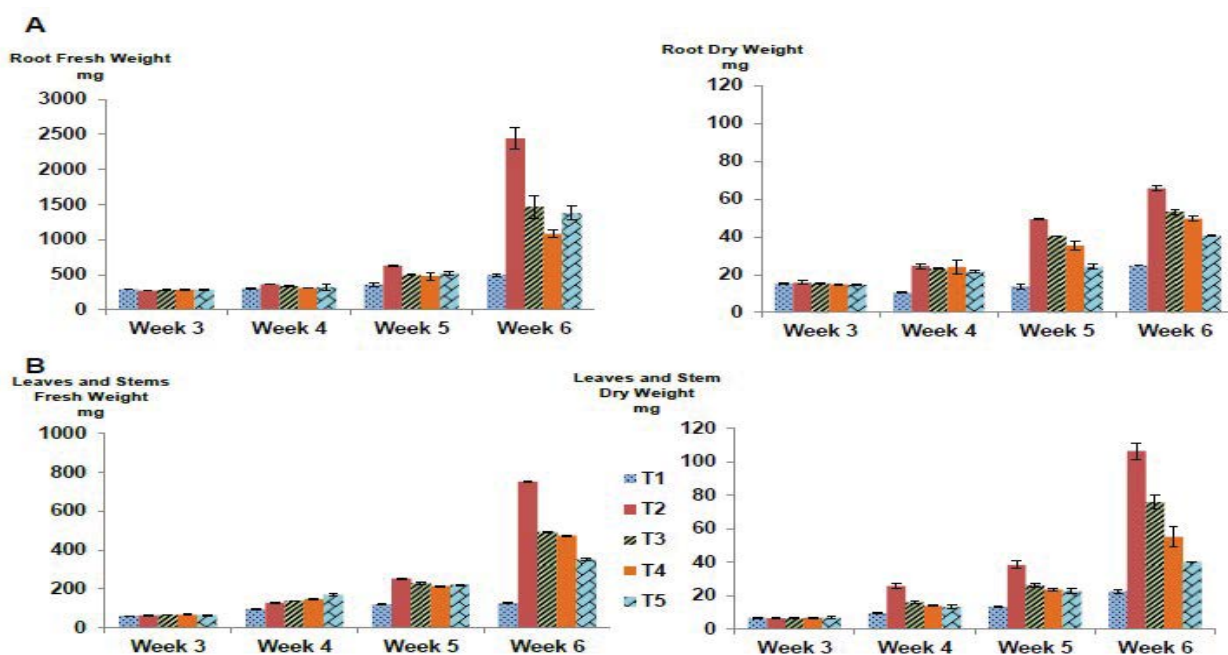 A
Root Fresh Weight
mg
3000
2500
2000
1500
1000
500
0
Week 3 Week 4 Week 5 Week 6
Root Dry Weight
mg
120
100
80
60
40
20
0
Week 3 Week 4 Week 5 Week 6
B
Leaves and Stems
Fresh Weight
mg
1000
800
600
400
200
0
Week 3 Week 4 Week 5 Week 6
T1
T2
T3
T4
T5
Leaves and Stem
Dry Weight
mg
120
100
80
60
40
20
0
Week 3 Week 4 Week 5 Week 6